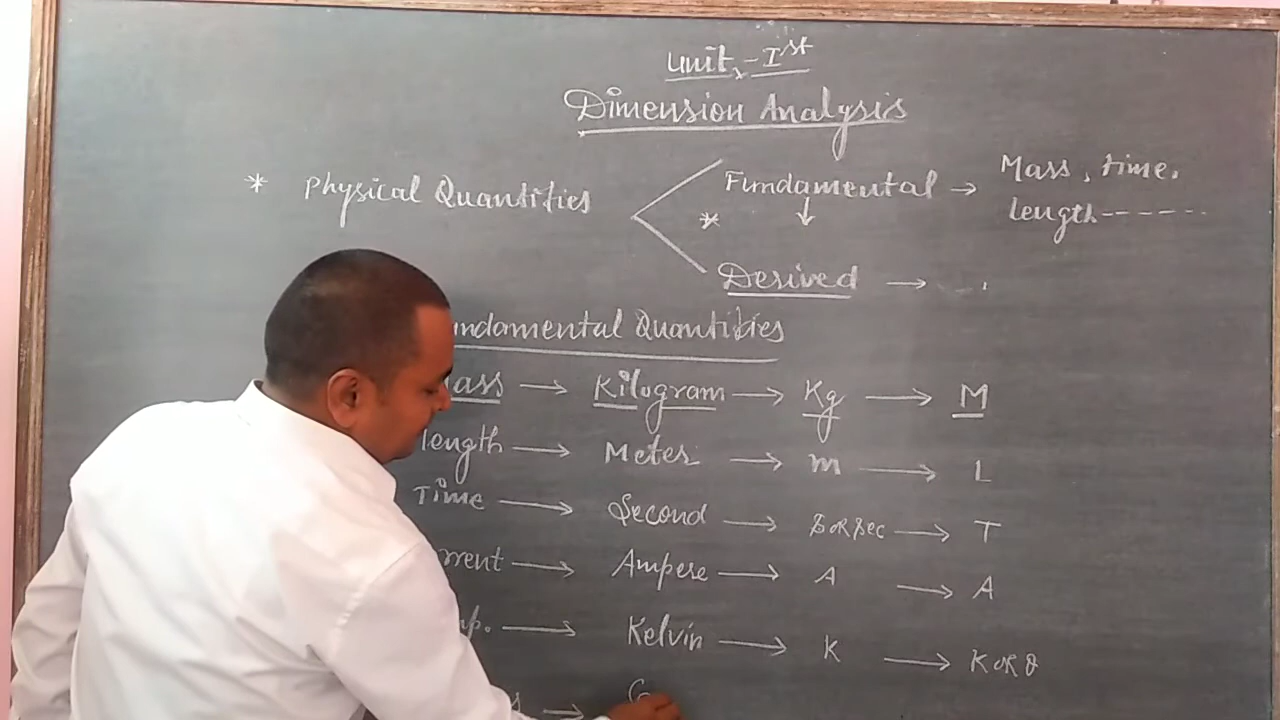 Unit - Ist
Dimension Analysis
* Physical Quantities
Fundamental → Mass, time,
length------
* ↓
Derived →
ndamental Quantities
ass → Kilogram → Kg → M
length → Meter → m → L
Time → Second → S or Sec → T
rrent → Ampere → A → A
mp. → Kelvin → K → K or θ
s →